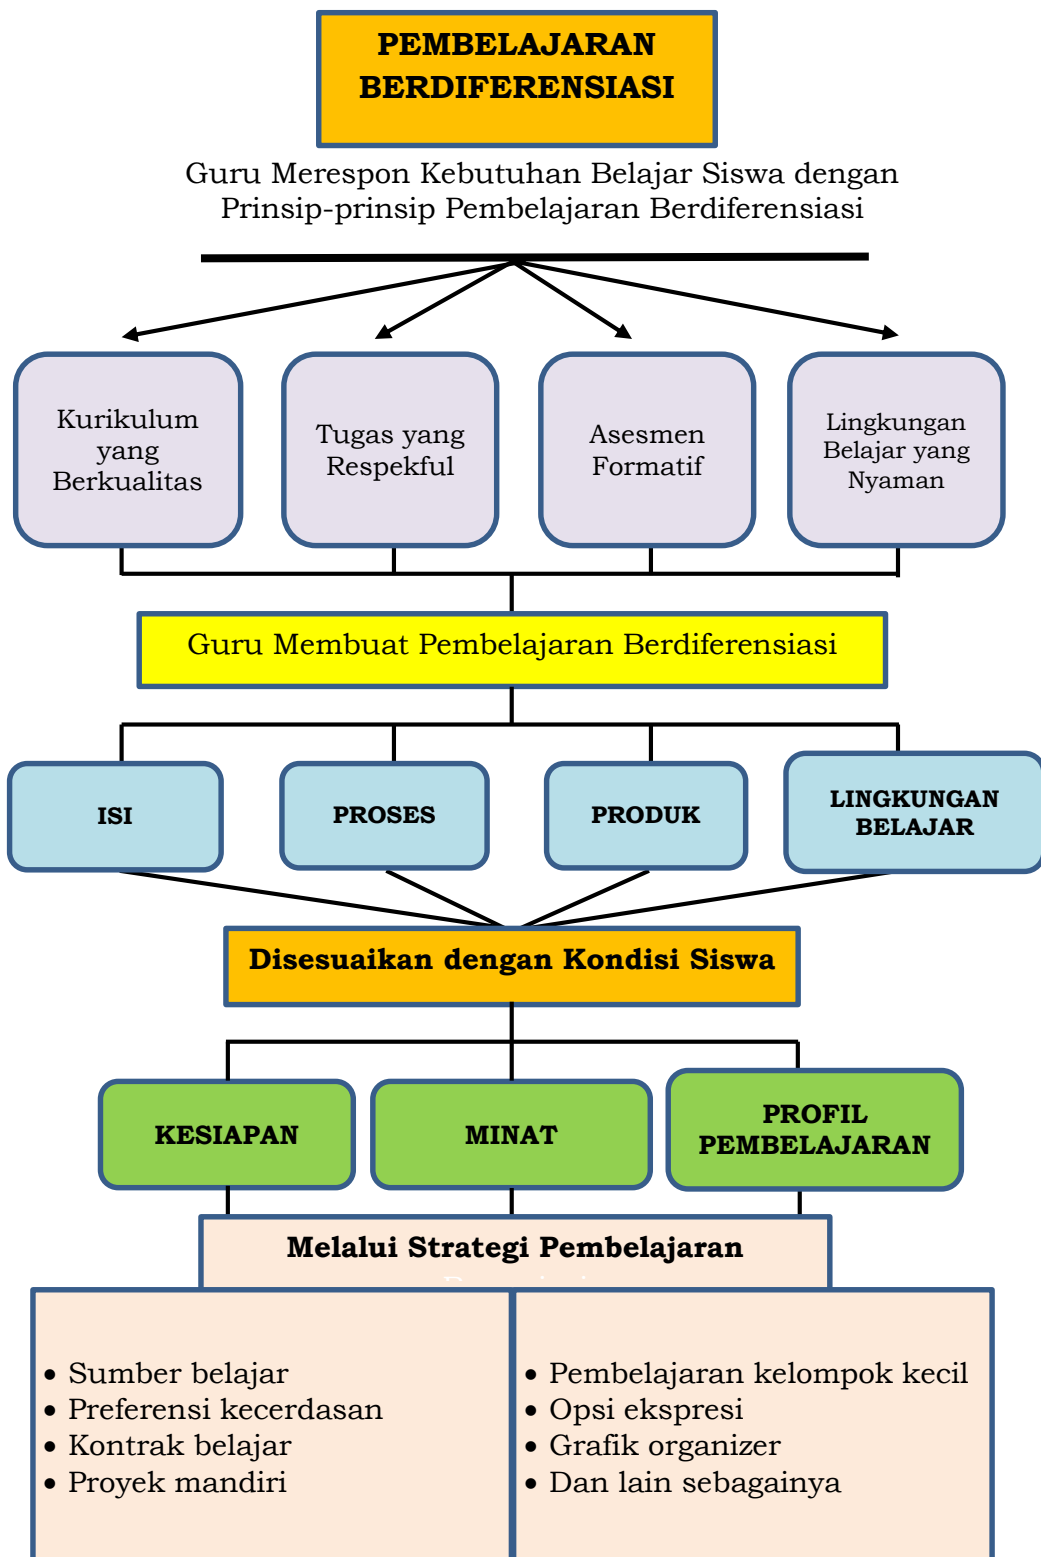 PEMBELAJARAN
BERDIFERENSIASI
Guru Merespon Kebutuhan Belajar Siswa dengan
Prinsip-prinsip Pembelajaran Berdiferensiasi
Kurikulum
yang
Berkualitas
Tugas yang
Respekful
Asesmen
Formatif
Lingkungan
Belajar yang
Nyaman
Guru Membuat Pembelajaran Berdiferensiasi
ISI
PROSES
PRODUK
LINGKUNGAN
BELAJAR
Disesuaikan dengan Kondisi Siswa
KESIAPAN
MINAT
PROFIL
PEMBELAJARAN
Melalui Strategi Pembelajaran
• Sumber belajar
• Preferensi kecerdasan
• Kontrak belajar
• Proyek mandiri
• Pembelajaran kelompok kecil
• Opsi ekspresi
• Grafik organizer
• Dan lain sebagainya